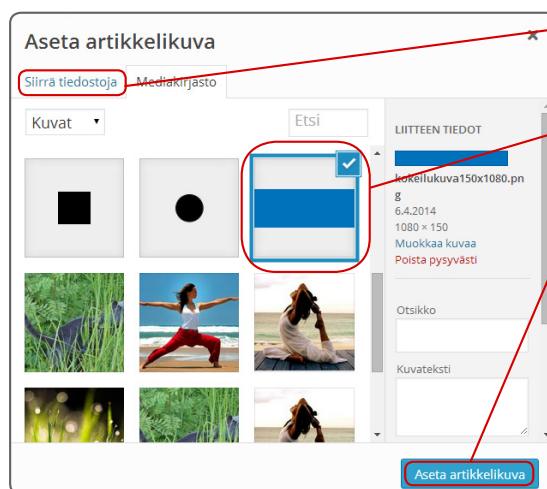 Aseta artikkelikuva
×
Siirrä tiedostoja
Mediakirjasto
Kuvat
Etsi
LIITTEEN TIEDOT
kokeilukuva150x1080.pn
g
6.4.2014
1080 × 150
Muokkaa kuvaa
Poista pysyvästi
Otsikko
Kuvateksti
Aseta artikkelikuva